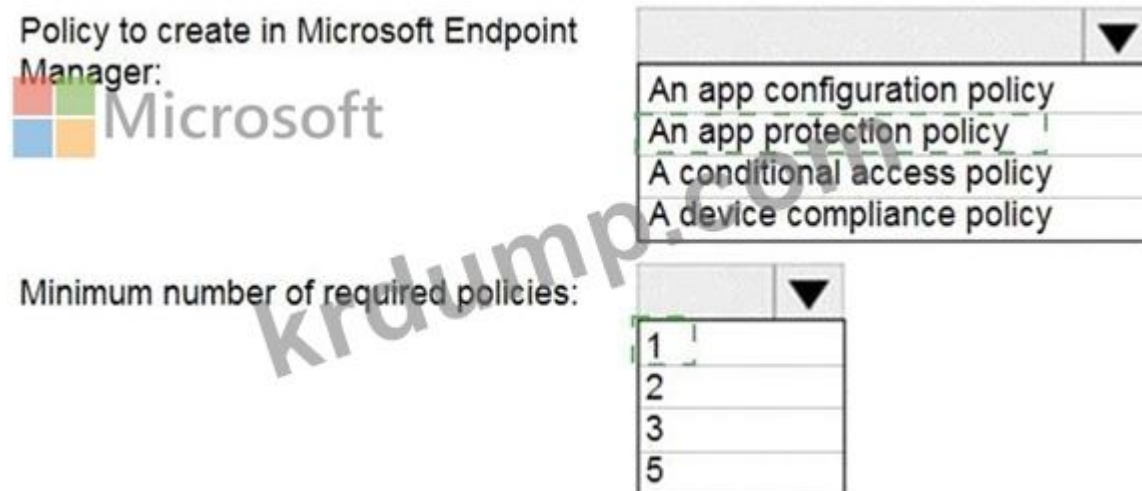 Policy to create in Microsoft Endpoint
Manager:
Microsoft
An app configuration policy
An app protection policy
A conditional access policy
A device compliance policy
krdump.com
Minimum number of required policies:
1
2
3
5